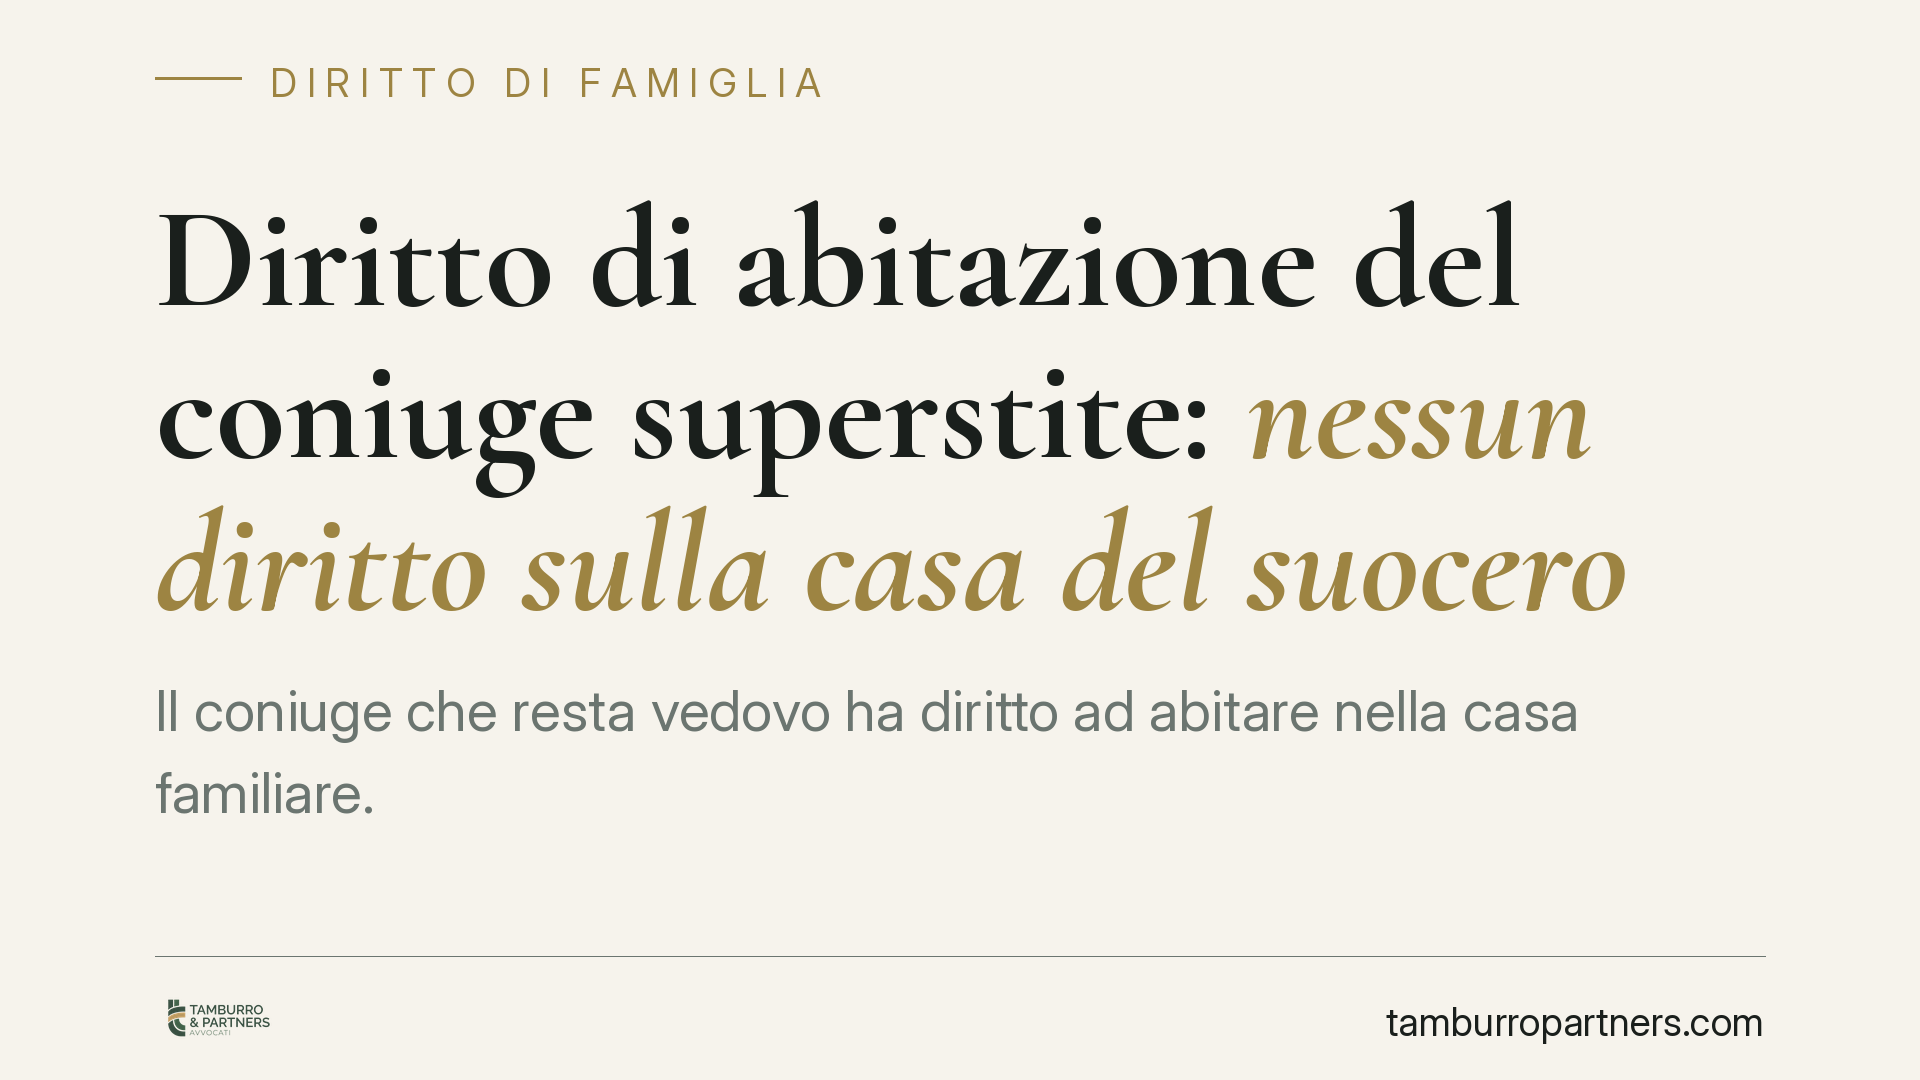 DIRITTO DI FAMIGLIA
Diritto di abitazione del
coniuge superstite: nessun
diritto sulla casa del suocero
Il coniuge che resta vedovo ha diritto ad abitare nella casa
familiare.
TAMBURRO
& PARTNERS
AVVOCATI
tamburropartners.com